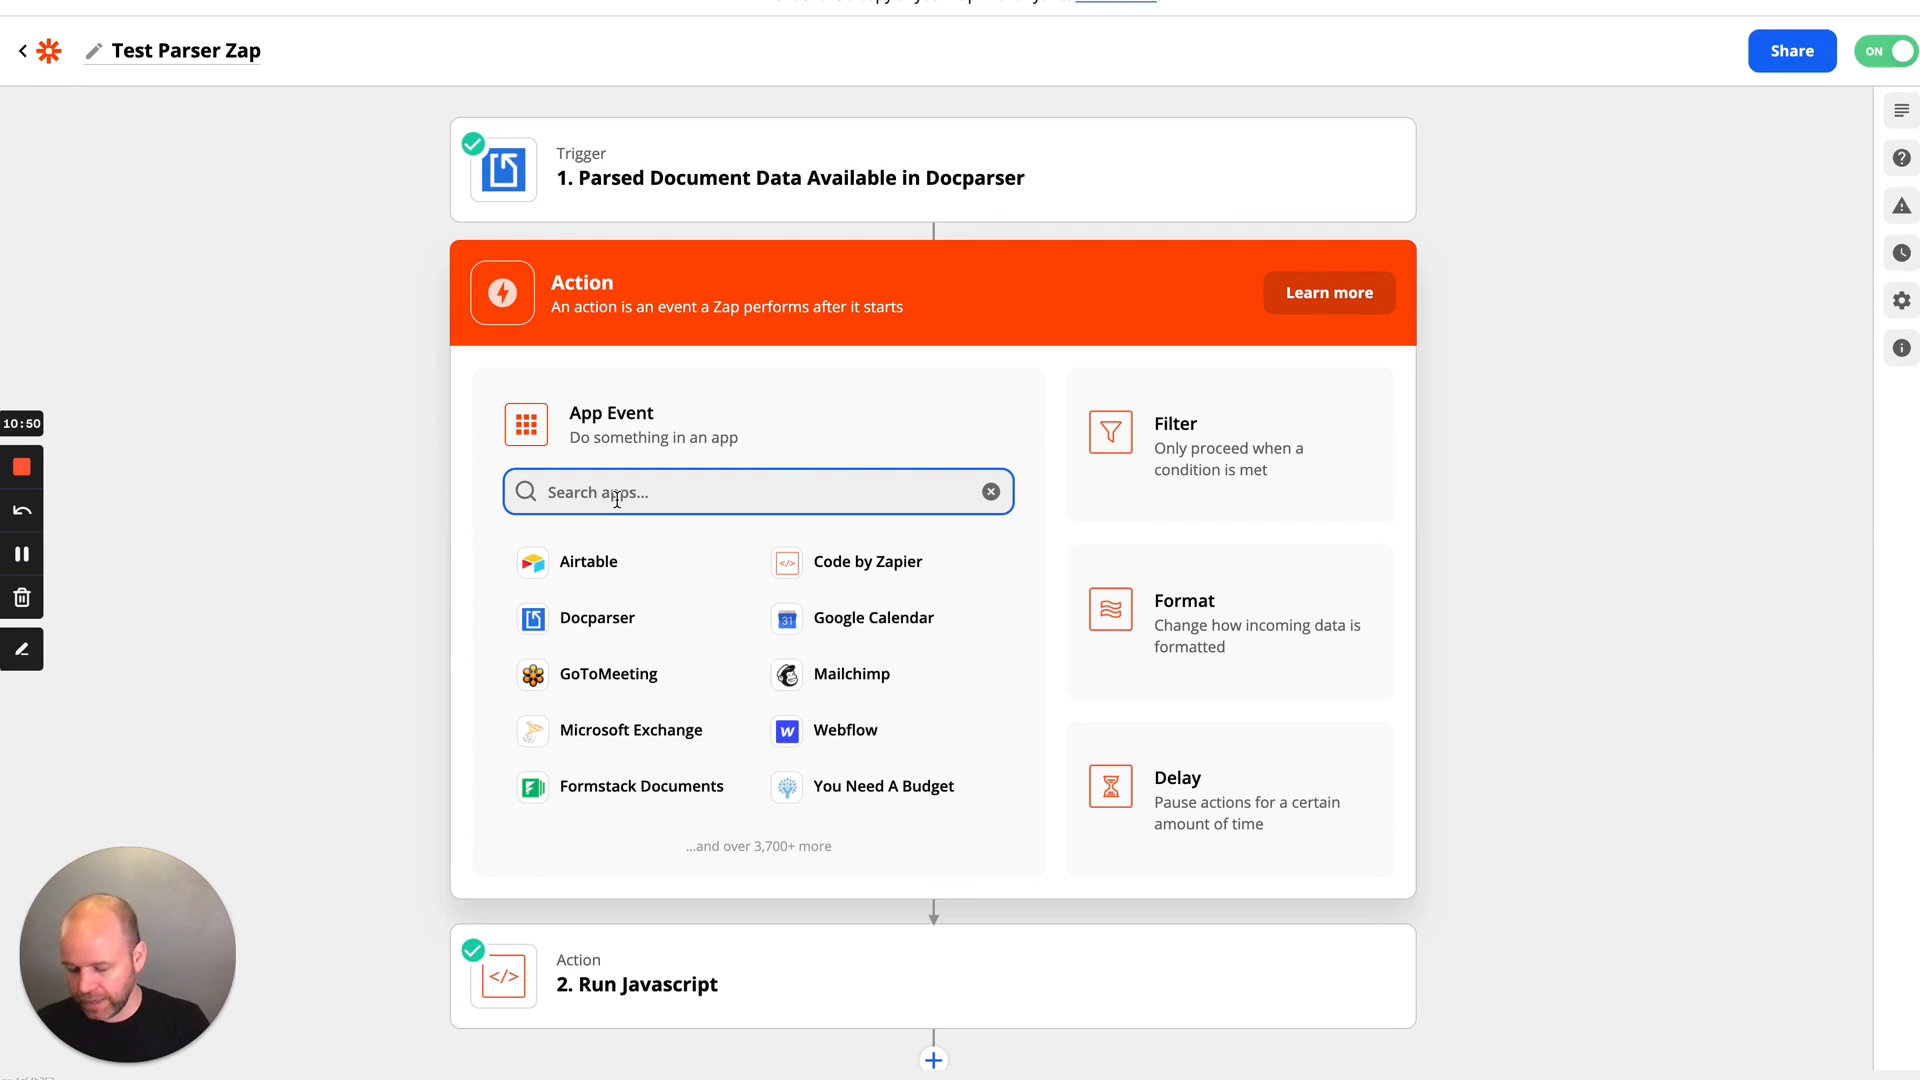 Test Parser Zap
Share
ON
Trigger
1. Parsed Document Data Available in Docparser
Action
An action is an event a Zap performs after it starts
Learn more
App Event
Do something in an app
Search apps...
Airtable
Code by Zapier
Docparser
Google Calendar
31
GoToMeeting
Mailchimp
Microsoft Exchange
Webflow
Formstack Documents
You Need A Budget
...and over 3,700+ more
Filter
Only proceed when a
condition is met
Format
Change how incoming data is
formatted
Delay
Pause actions for a certain
amount of time
10:50
Action
2. Run Javascript